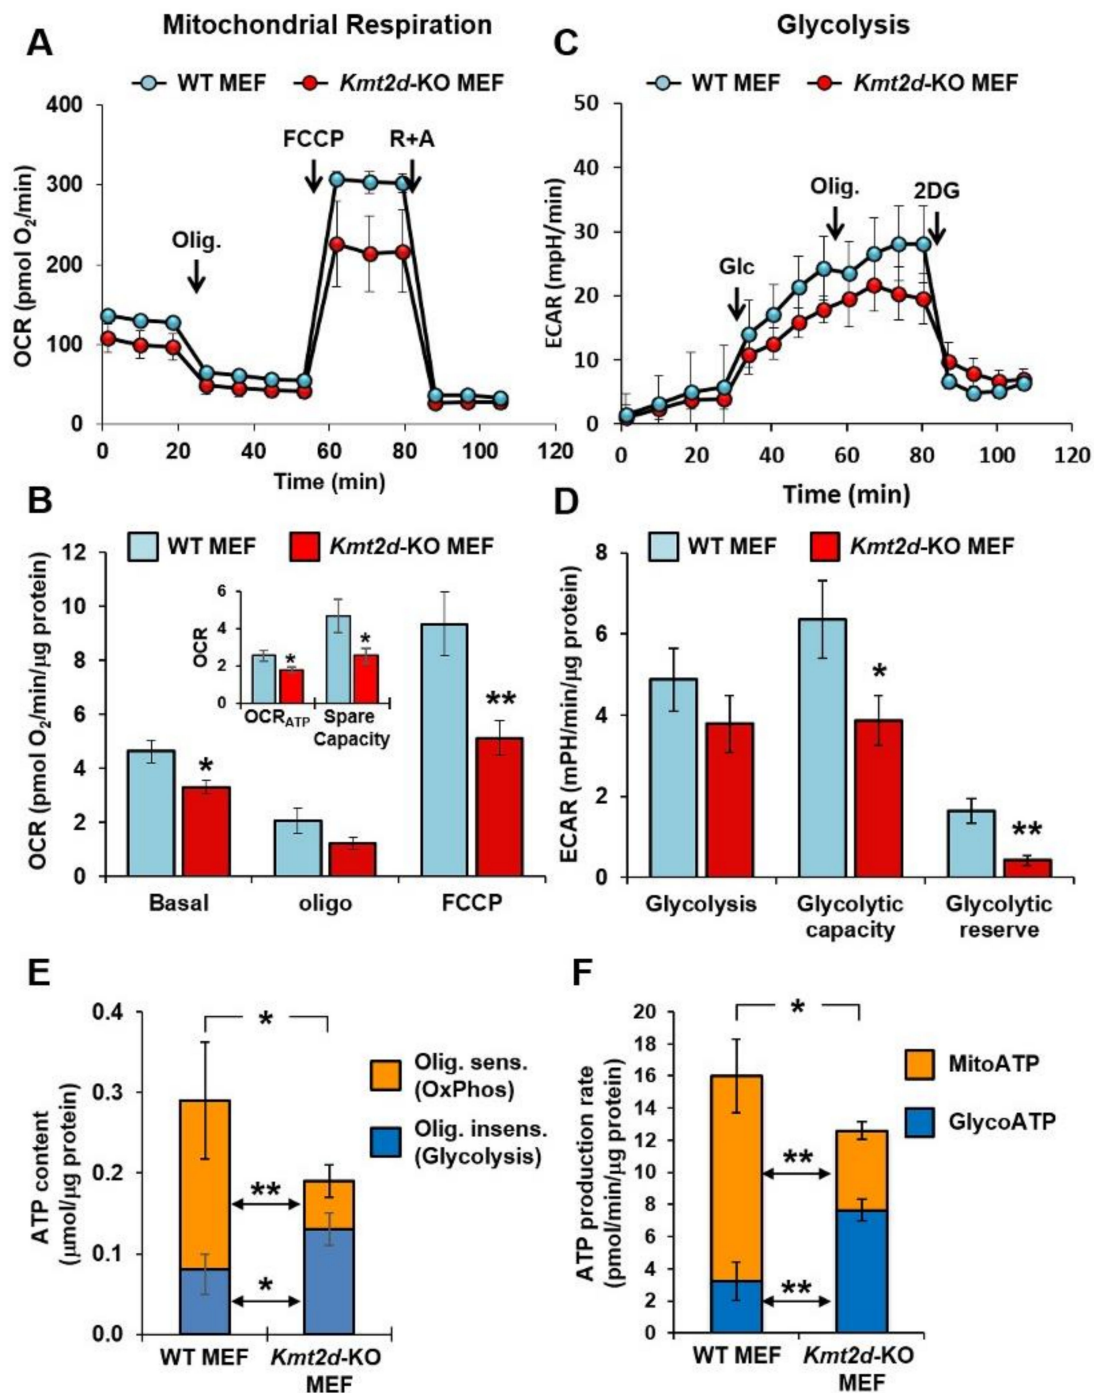 Mitochondrial Respiration
Glycolysis
A
WT MEF
Kmt2d-KO MEF
400
300
200
100
0
OCR (pmol O2/min)
Olig.
FCCP
R+A
0 20 40 60 80 100 120
Time (min)
C
WT MEF
Kmt2d-KO MEF
50
40
30
20
10
0
ECAR (mpH/min)
Glc
Olig.
2DG
0 20 40 60 80 100 120
Time (min)
B
WT MEF
Kmt2d-KO MEF
12
10
8
6
4
2
0
OCR (pmol O2/min/µg protein)
6
4
2
0
OCR
*
*
OCRATP
Spare
Capacity
*
**
Basal
oligo
FCCP
D
WT MEF
Kmt2d-KO MEF
8
6
4
2
0
ECAR (mPH/min/µg protein)
*
**
Glycolysis
Glycolytic
capacity
Glycolytic
reserve
E
0.4
0.3
0.2
0.1
0.0
ATP content
(µmol/µg protein)
*
**
*
Olig. sens.
(OxPhos)
Olig. insens.
(Glycolysis)
WT MEF
Kmt2d-KO
MEF
F
20
18
16
14
12
10
8
6
4
2
0
ATP production rate
(pmol/min/µg protein)
*
**
**
MitoATP
GlycoATP
WT MEF
Kmt2d-KO
MEF